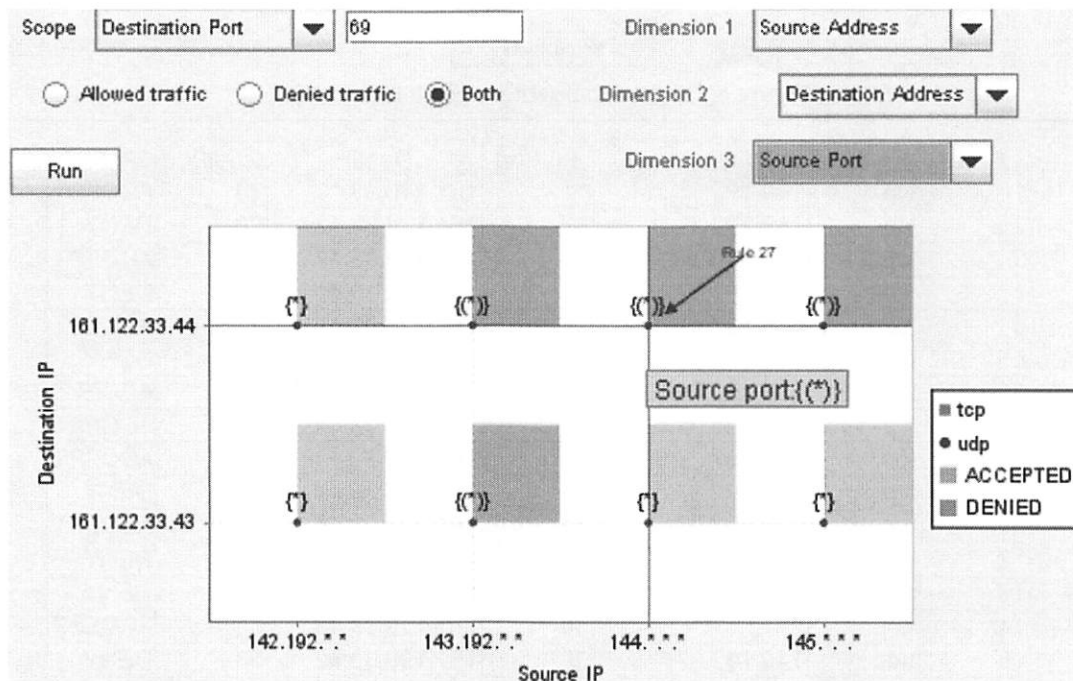 Scope Destination Port 69 Dimension 1 Source Address
Allowed traffic Denied traffic Both Dimension 2 Destination Address
Run Dimension 3 Source Port
Rule 27
{*} {(*)} {(*)} {(*)}
161.122.33.44
Source port:{(*)}
Destination IP
tcp
udp
ACCEPTED
DENIED
{*} {(*)} {*} {*}
161.122.33.43
142.192.*.* 143.192.*.* 144.*.*.* 145.*.*.*
Source IP